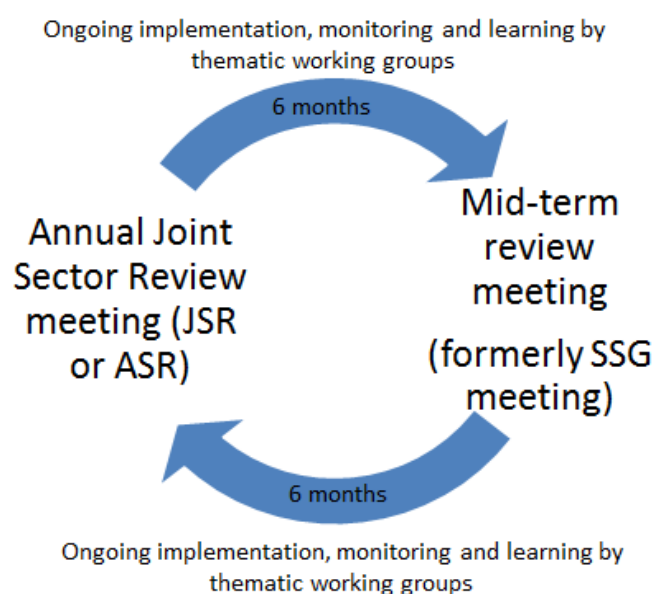 Ongoing implementation, monitoring and learning by
thematic working groups
6 months
Annual Joint
Sector Review
meeting (JSR
or ASR)
Mid-term
review
meeting
(formerly SSG
meeting)
6 months
Ongoing implementation, monitoring and learning by
thematic working groups